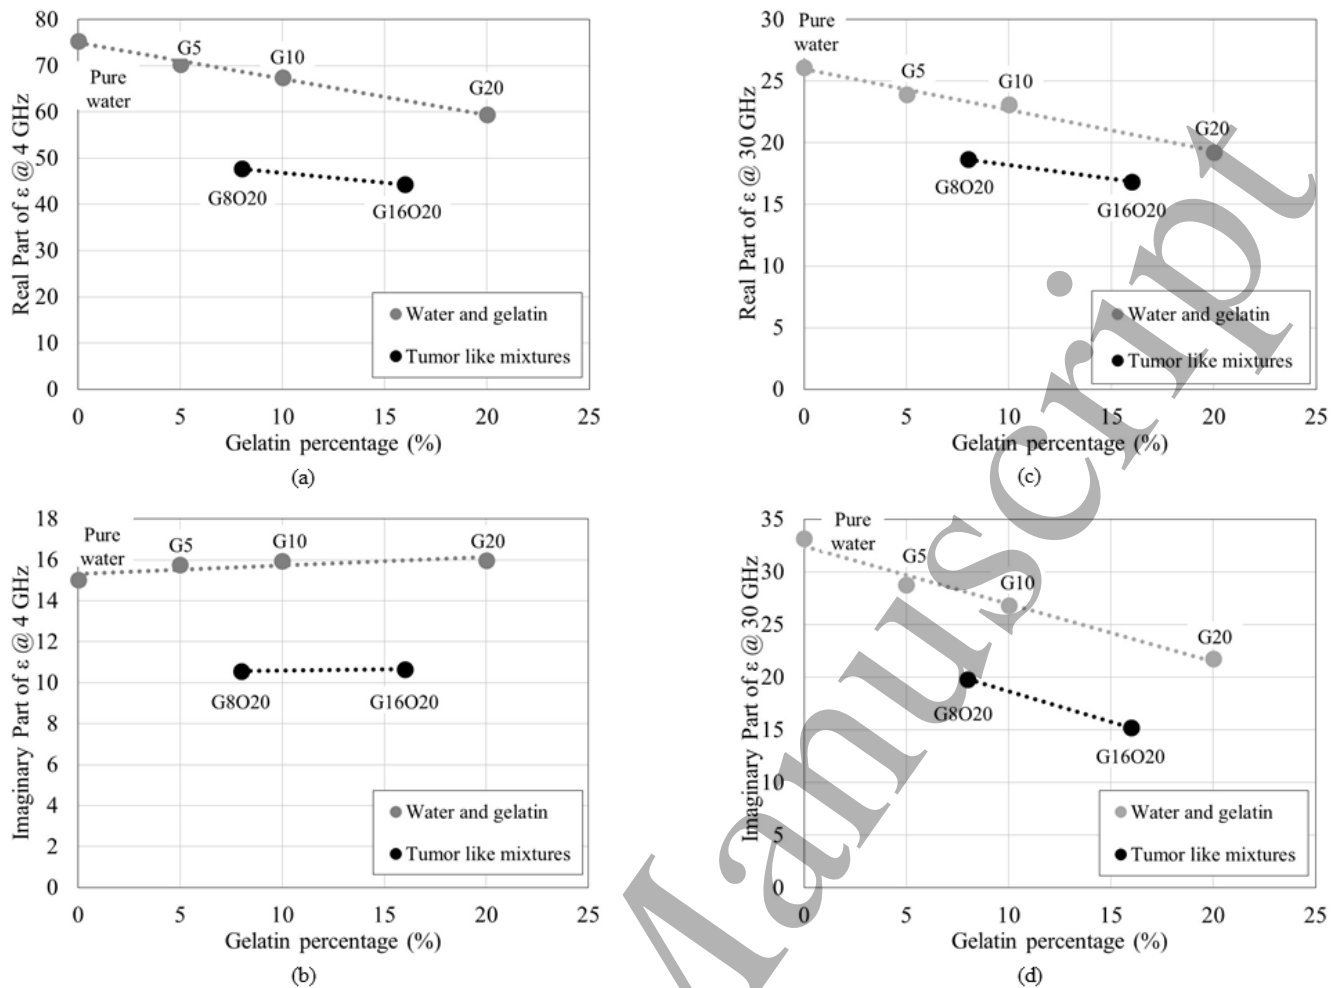 80
70
60
50
40
30
20
10
0
Real Part of ε @ 4 GHz
G5
G10
G20
Pure
water
G8O20
G16O20
Water and gelatin
Tumor like mixtures
0 5 10 15 20 25
Gelatin percentage (%)
(a)
30
25
20
15
10
5
0
Real Part of ε @ 30 GHz
Pure
water
G5
G10
G20
G8O20
G16O20
Water and gelatin
Tumor like mixtures
0 5 10 15 20 25
Gelatin percentage (%)
(c)
18
16
14
12
10
8
6
4
2
0
Imaginary Part of ε @ 4 GHz
Pure
water
G5
G10
G20
G8O20
G16O20
Water and gelatin
Tumor like mixtures
0 5 10 15 20 25
Gelatin percentage (%)
(b)
35
30
25
20
15
10
5
0
Imaginary Part of ε @ 30 GHz
Pure
water
G5
G10
G20
G8O20
G16O20
Water and gelatin
Tumor like mixtures
0 5 10 15 20 25
Gelatin percentage (%)
(d)
Manuscript